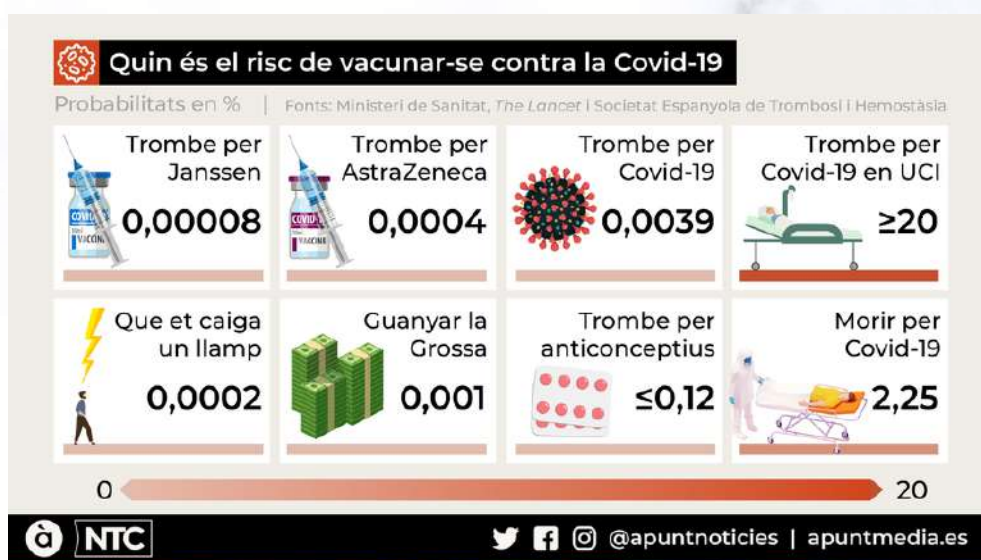 Quin és el risc de vacunar-se contra la Covid-19
Probabilitats en % | Fonts: Ministeri de Sanitat, The Lancet i Societat Espanyola de Trombosi i Hemostàsia
Trombe per
Janssen
0,00008
Trombe per
AstraZeneca
0,0004
Trombe per
Covid-19
0,0039
Trombe per
Covid-19 en UCI
≥20
Que et caiga
un llamp
0,0002
Guanyar la
Grossa
0,001
Trombe per
anticonceptius
≤0,12
Morir per
Covid-19
2,25
0
20
à NTC
@apuntnoticies | apuntmedia.es